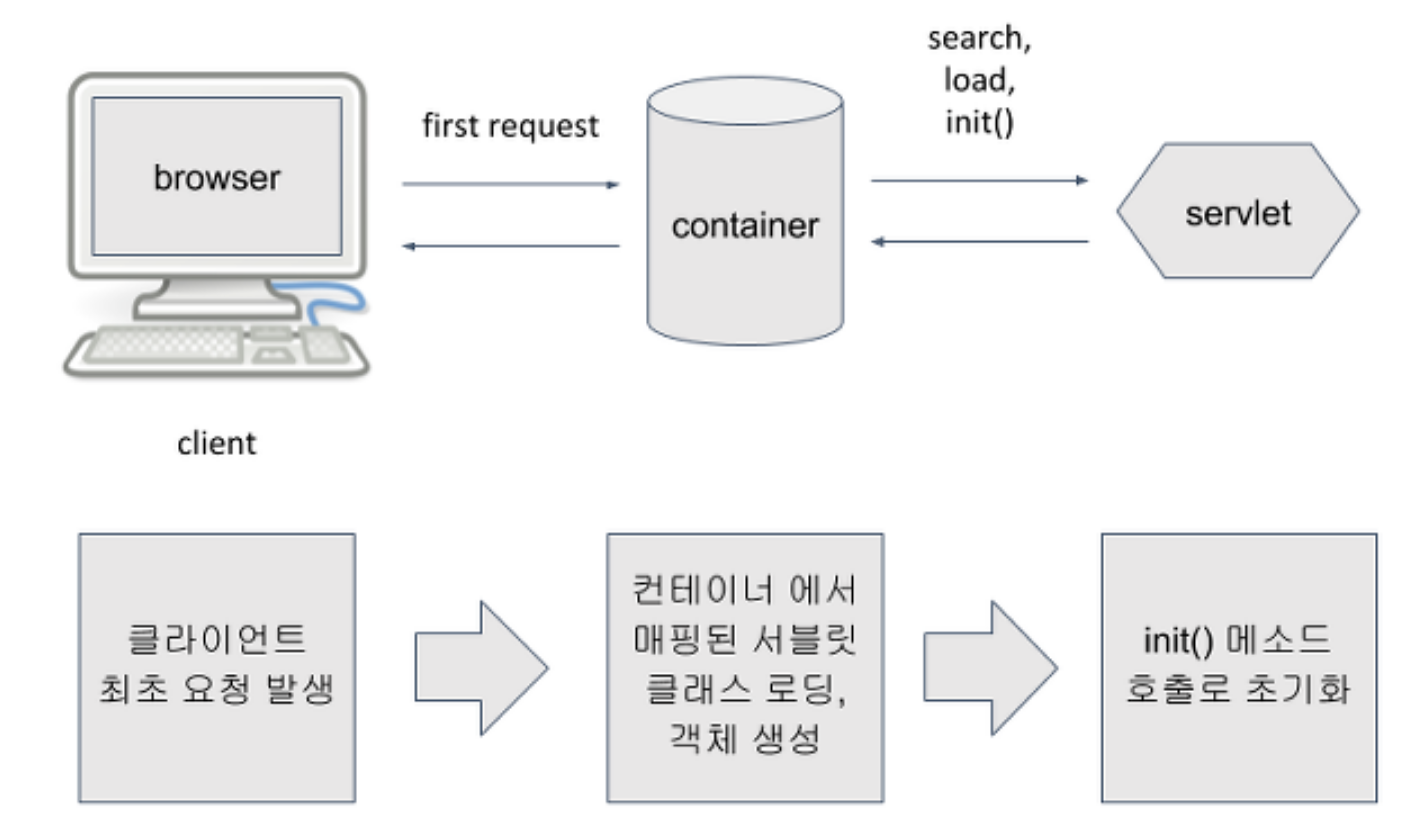 search,
load,
init()
first request
browser
container
servlet
client
클라이언트
최초 요청 발생
컨테이너 에서
매핑된 서블릿
클래스 로딩,
객체 생성
init() 메소드
호출로 초기화